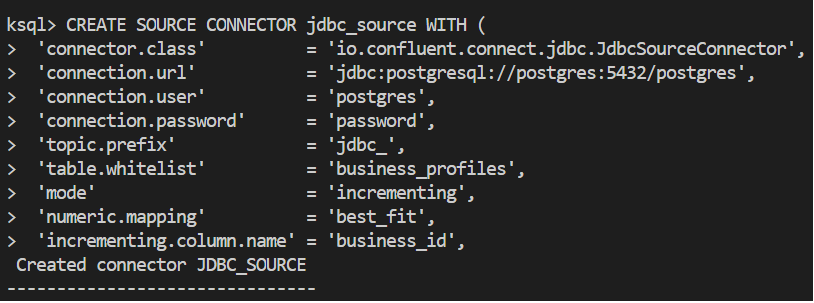 ksql> CREATE SOURCE CONNECTOR jdbc_source WITH (
>  'connector.class'          = 'io.confluent.connect.jdbc.JdbcSourceConnector',
>  'connection.url'           = 'jdbc:postgresql://postgres:5432/postgres',
>  'connection.user'          = 'postgres',
>  'connection.password'      = 'password',
>  'topic.prefix'             = 'jdbc_',
>  'table.whitelist'          = 'business_profiles',
>  'mode'                     = 'incrementing',
>  'numeric.mapping'          = 'best_fit',
>  'incrementing.column.name' = 'business_id',
 Created connector JDBC_SOURCE
-------------------------------